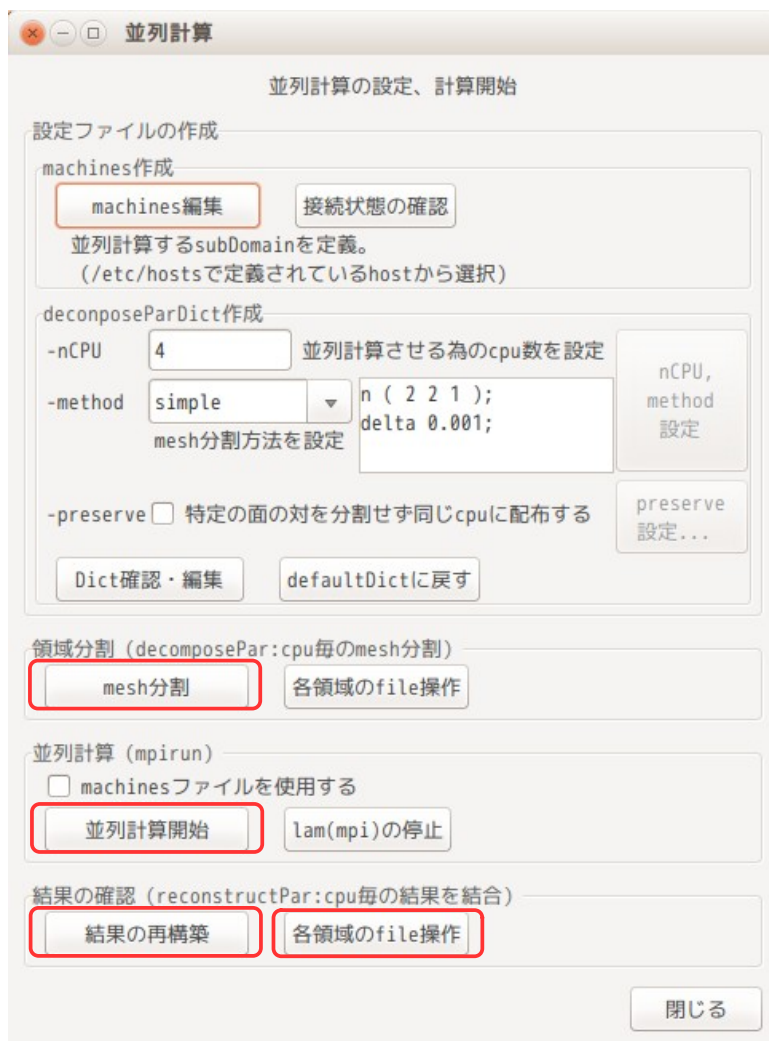 並列計算
並列計算の設定、計算開始
設定ファイルの作成
machines作成
machines編集
接続状態の確認
並列計算するsubDomainを定義。
(/etc/hostsで定義されているhostから選択)
deconposeParDict作成
-nCPU
4
並列計算させる為のcpu数を設定
-method
simple
mesh分割方法を設定
n ( 2 2 1 );
delta 0.001;
nCPU,
method
設定
-preserve
特定の面の対を分割せず同じcpuに配布する
preserve
設定...
Dict確認・編集
defaultDictに戻す
領域分割 (decomposePar:cpu毎のmesh分割)
mesh分割
各領域のfile操作
並列計算 (mpirun)
machinesファイルを使用する
並列計算開始
lam(mpi)の停止
結果の確認 (reconstructPar:cpu毎の結果を結合)
結果の再構築
各領域のfile操作
閉じる